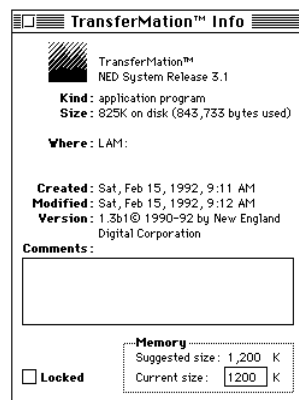 TransferMation™ Info
TransferMation™
NED System Release 3.1
Kind: application program
Size: 825K on disk (843,733 bytes used)
Where: LAM:
Created: Sat, Feb 15, 1992, 9:11 AM
Modified: Sat, Feb 15, 1992, 9:12 AM
Version: 1.3b1© 1990-92 by New England
Digital Corporation
Comments:
Memory
Suggested size: 1,200 K
Current size: 1200 K
Locked